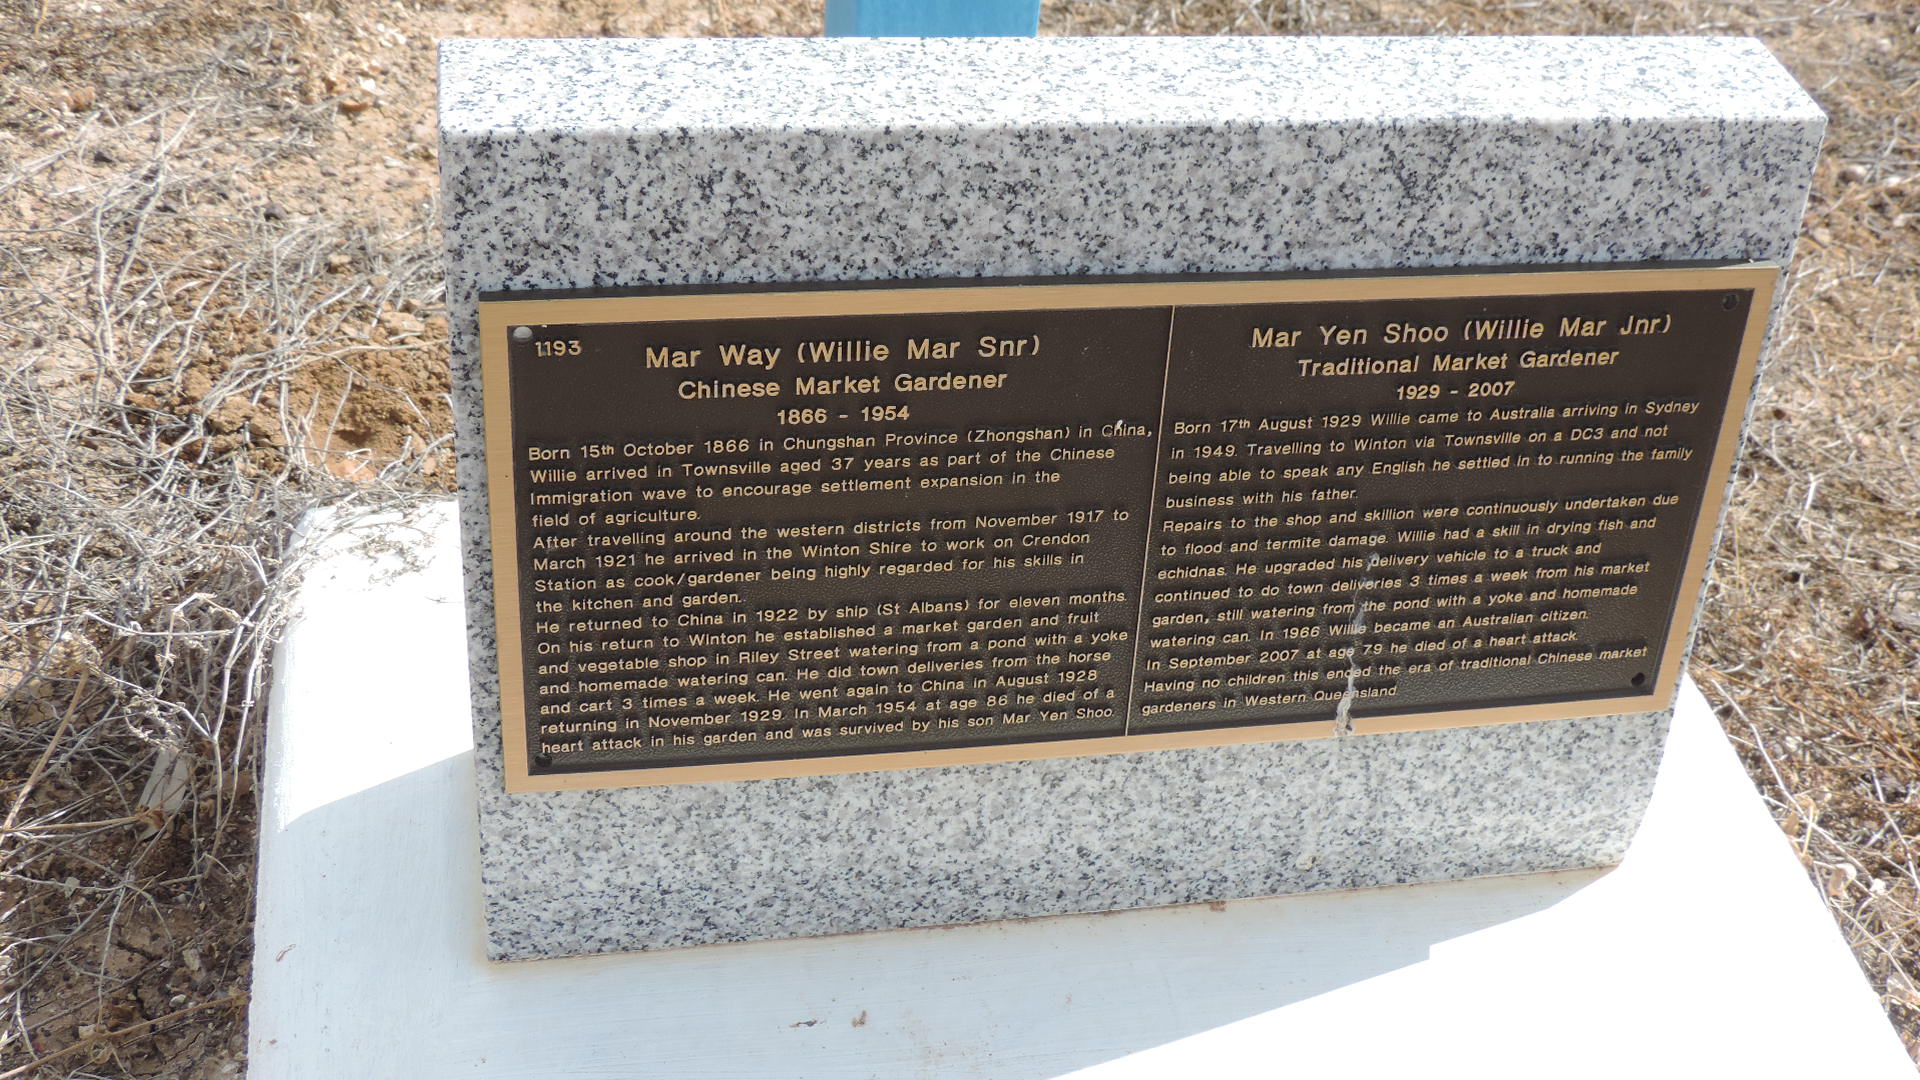 1193
Mar Way (Willie Mar Snr)
Chinese Market Gardener
1866 - 1954
Born 15th October 1866 in Chungshan Province (Zhongshan) in China,
Willie arrived in Townsville aged 37 years as part of the Chinese
Immigration wave to encourage settlement expansion in the
field of agriculture.
After travelling around the western districts from November 1917 to
March 1921 he arrived in the Winton Shire to work on Crendon
Station as cook/gardener being highly regarded for his skills in
the kitchen and garden.
He returned to China in 1922 by ship (St Albans) for eleven months.
On his return to Winton he established a market garden and fruit
and vegetable shop in Riley Street watering from a pond with a yoke
and homemade watering can. He did town deliveries from the horse
and cart 3 times a week. He went again to China in August 1928
returning in November 1929. In March 1954 at age 86 he died of a
heart attack in his garden and was survived by his son Mar Yen Shoo.
Mar Yen Shoo (Willie Mar Jnr)
Traditional Market Gardener
1929 - 2007
Born 17th August 1929 Willie came to Australia arriving in Sydney
in 1949. Travelling to Winton via Townsville on a DC3 and not
being able to speak any English he settled in to running the family
business with his father.
Repairs to the shop and skillion were continuously undertaken due
to flood and termite damage. Willie had a skill in drying fish and
echidnas. He upgraded his delivery vehicle to a truck and
continued to do town deliveries 3 times a week from his market
garden, still watering from the pond with a yoke and homemade
watering can. In 1966 Willie became an Australian citizen.
In September 2007 at age 79 he died of a heart attack.
Having no children this ended the era of traditional Chinese market
gardeners in Western Queensland.